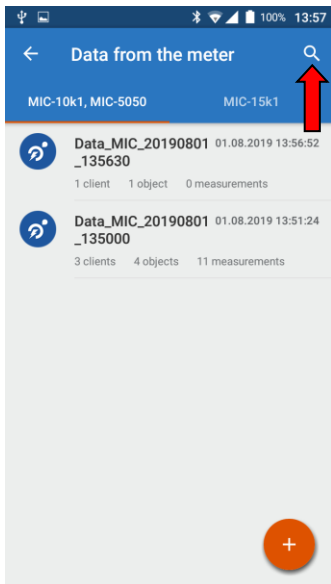 100% 13:57
Data from the meter
MIC-10k1, MIC-5050 MIC-15k1
Data_MIC_20190801 01.08.2019 13:56:52
_135630
1 client 1 object 0 measurements
Data_MIC_20190801 01.08.2019 13:51:24
_135000
3 clients 4 objects 11 measurements
+